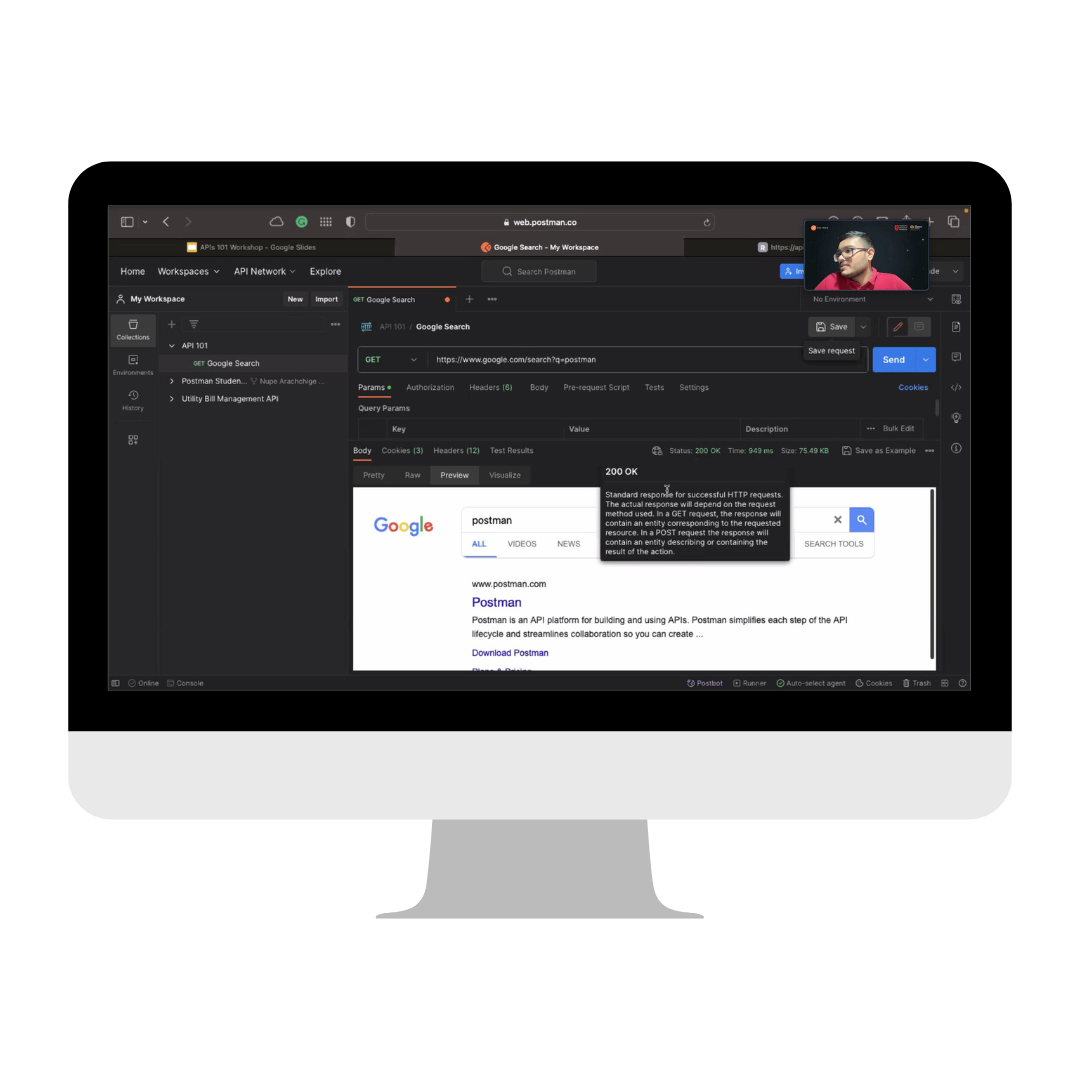 web.postman.co
APIs 101 Workshop – Google Slides
Google Search – My Workspace
Home Workspaces API Network Explore
Search Postman
My Workspace New Import
GET Google Search
No Environment
Collections
Environments
History
API 101
GET Google Search
Postman Studen... Nupe Arachchige ...
Utility Bill Management API
API 101 / Google Search
Save
Save request
GET https://www.google.com/search?q=postman
Send
Params Authorization Headers (6) Body Pre-request Script Tests Settings Cookies
Query Params
Key Value Description ••• Bulk Edit
Body Cookies (3) Headers (12) Test Results Status: 200 OK Time: 949 ms Size: 75.49 KB Save as Example
Pretty Raw Preview Visualize
200 OK
Standard response for successful HTTP requests.
The actual response will depend on the request
method used. In a GET request, the response will
contain an entity corresponding to the requested
resource. In a POST request the response will
contain an entity describing or containing the
result of the action.
Google
postman
ALL VIDEOS NEWS SEARCH TOOLS
www.postman.com
Postman
Postman is an API platform for building and using APIs. Postman simplifies each step of the API
lifecycle and streamlines collaboration so you can create ...
Download Postman
Online Console Postbot Runner Auto-select agent Cookies Trash